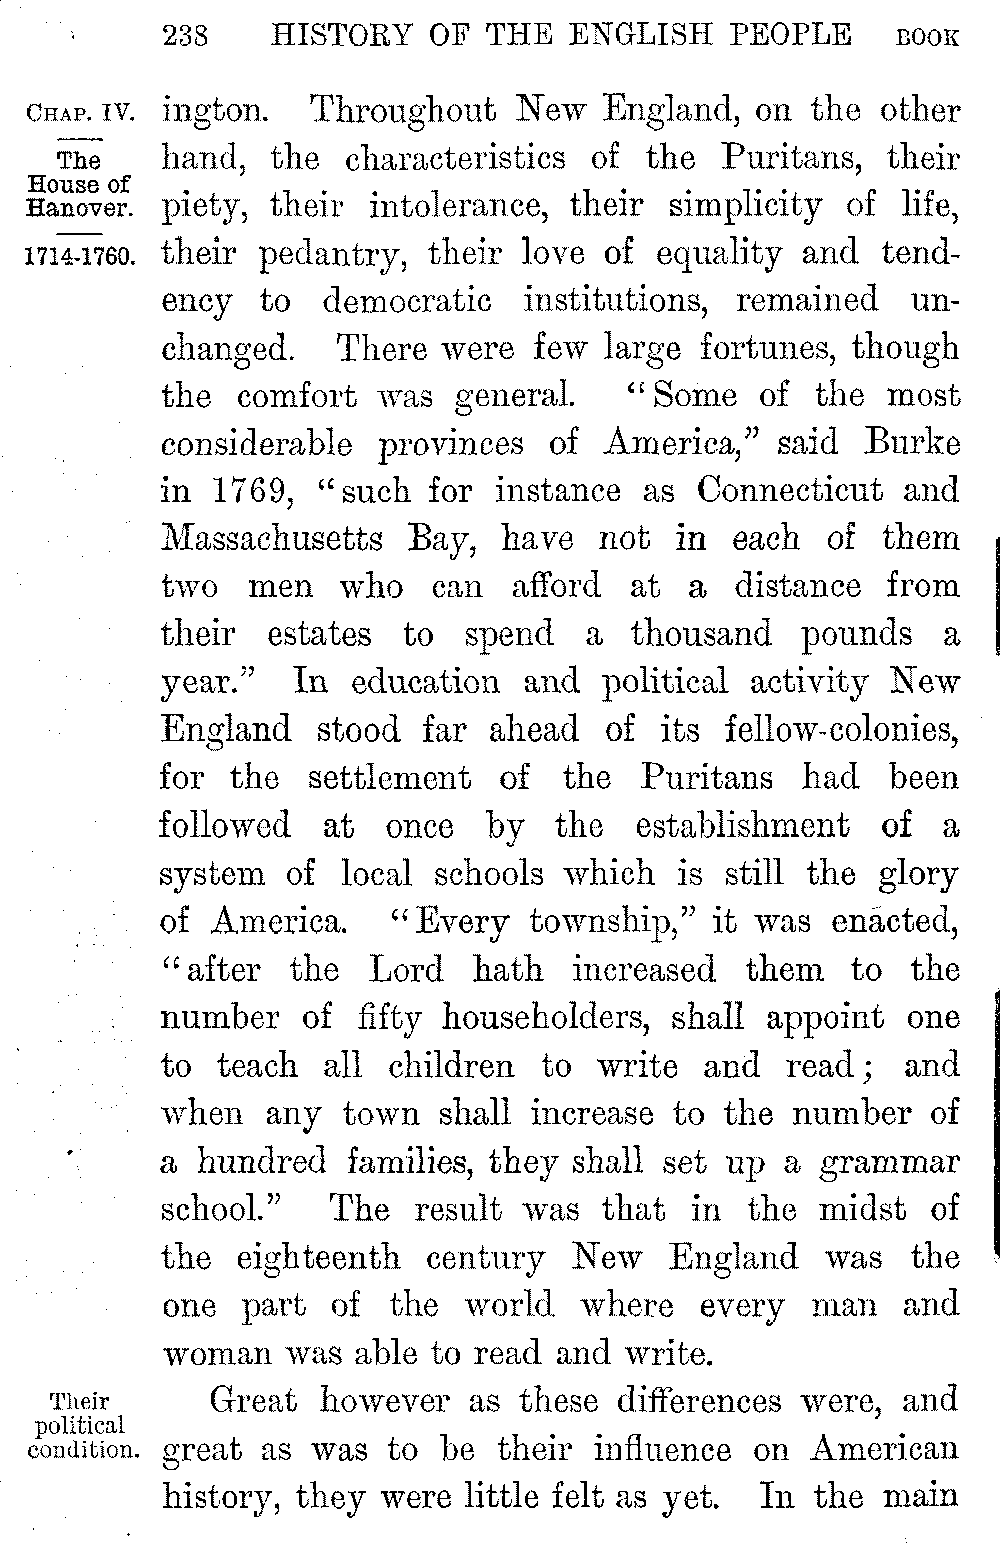 238 HISTORY OF THE ENGLISH PEOPLE BOOK
CHAP. IV.
The
House of
Hanover.
1714-1760.
ington. Throughout New England, on the other
hand, the characteristics of the Puritans, their
piety, their intolerance, their simplicity of life,
their pedantry, their love of equality and tend-
ency to democratic institutions, remained un-
changed. There were few large fortunes, though
the comfort was general. “Some of the most
considerable provinces of America,” said Burke
in 1769, “such for instance as Connecticut and
Massachusetts Bay, have not in each of them
two men who can afford at a distance from
their estates to spend a thousand pounds a
year.” In education and political activity New
England stood far ahead of its fellow-colonies,
for the settlement of the Puritans had been
followed at once by the establishment of a
system of local schools which is still the glory
of America. “Every township,” it was enacted,
“after the Lord hath increased them to the
number of fifty householders, shall appoint one
to teach all children to write and read; and
when any town shall increase to the number of
a hundred families, they shall set up a grammar
school.” The result was that in the midst of
the eighteenth century New England was the
one part of the world where every man and
woman was able to read and write.
Their
political
condition.
Great however as these differences were, and
great as was to be their influence on American
history, they were little felt as yet. In the main